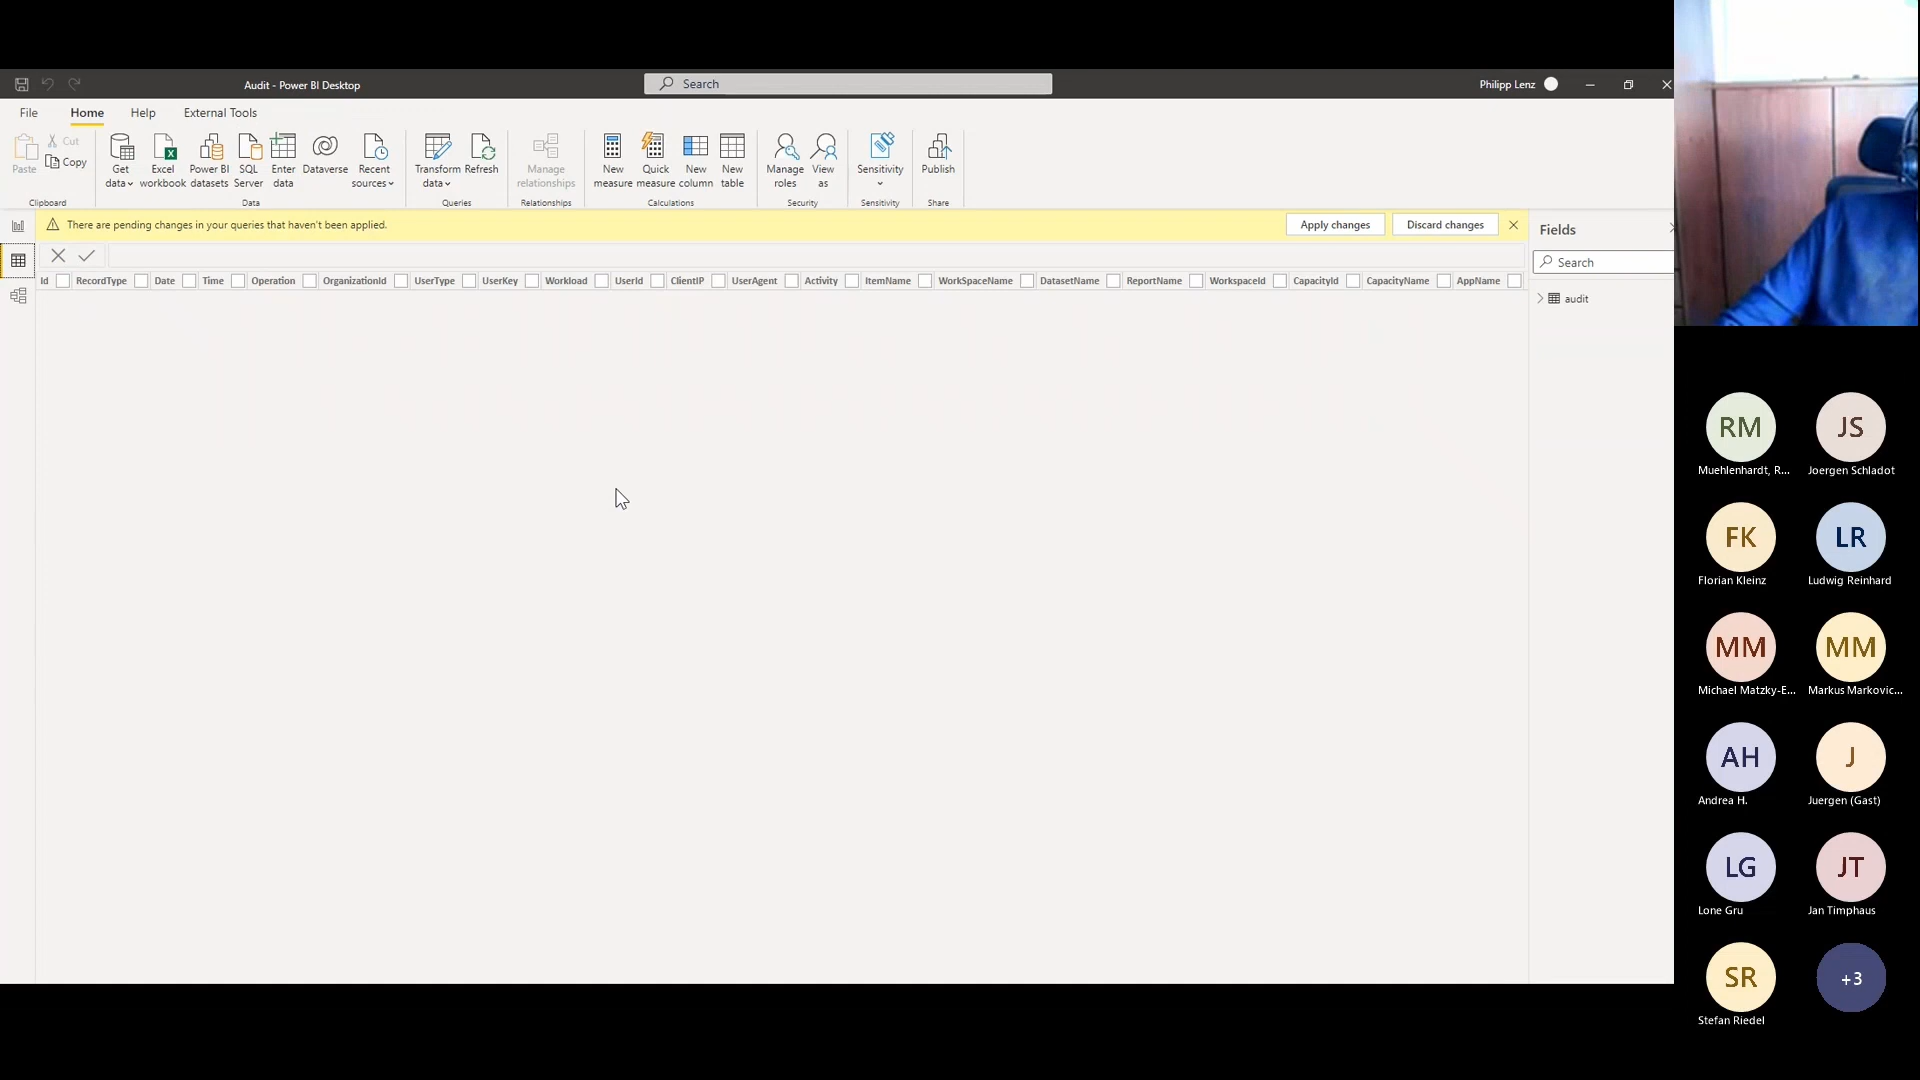 Audit - Power BI Desktop
Search
Philipp Lenz
File
Home
Help
External Tools
Paste
Cut
Copy
Clipboard
Get data
Excel workbook
Power BI datasets
SQL Server
Enter data
Dataverse
Recent sources
Data
Transform data
Refresh
Queries
Manage relationships
Relationships
New measure
Quick measure
New column
New table
Calculations
Manage roles
View as
Security
Sensitivity
Sensitivity
Publish
Share
There are pending changes in your queries that haven't been applied.
Apply changes
Discard changes
Fields
Search
audit
Id
RecordType
Date
Time
Operation
OrganizationId
UserType
UserKey
Workload
UserId
ClientIP
UserAgent
Activity
ItemName
WorkSpaceName
DatasetName
ReportName
WorkspaceId
CapacityId
CapacityName
AppName
RM
Muehlenhardt, R...
JS
Joergen Schladot
FK
Florian Kleinz
LR
Ludwig Reinhard
MM
Michael Matzky-E...
MM
Markus Markovic...
AH
Andrea H.
J
Juergen (Gast)
LG
Lone Gru
JT
Jan Timphaus
SR
Stefan Riedel
+3